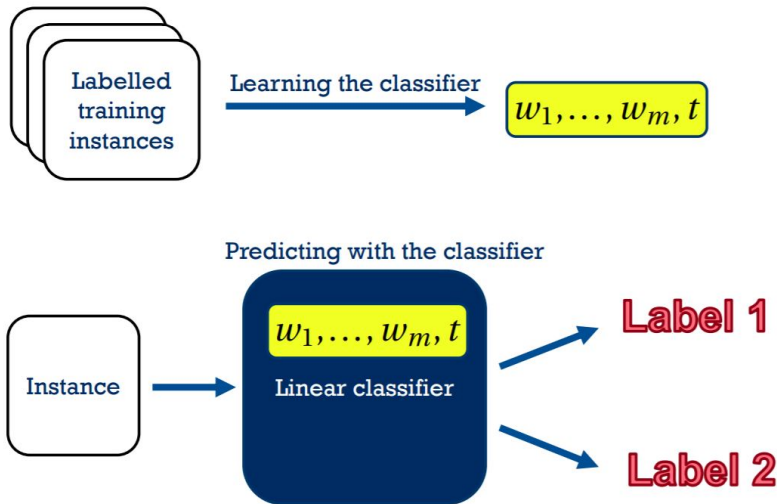 Labelled
training
instances
Learning the classifier
w₁,…, wₘ, t
Predicting with the classifier
w₁,…, wₘ, t
Linear classifier
Instance
Label 1
Label 2